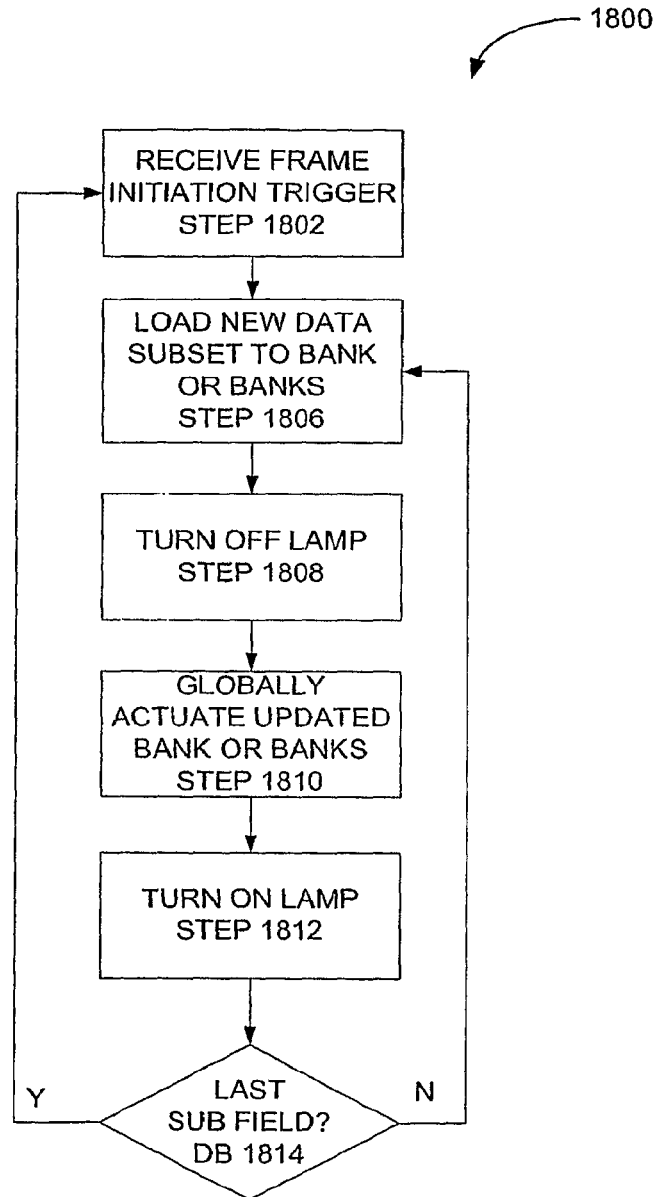 1800
RECEIVE FRAME
INITIATION TRIGGER
STEP 1802
LOAD NEW DATA
SUBSET TO BANK
OR BANKS
STEP 1806
TURN OFF LAMP
STEP 1808
GLOBALLY
ACTUATE UPDATED
BANK OR BANKS
STEP 1810
TURN ON LAMP
STEP 1812
Y
LAST
SUB FIELD?
DB 1814
N